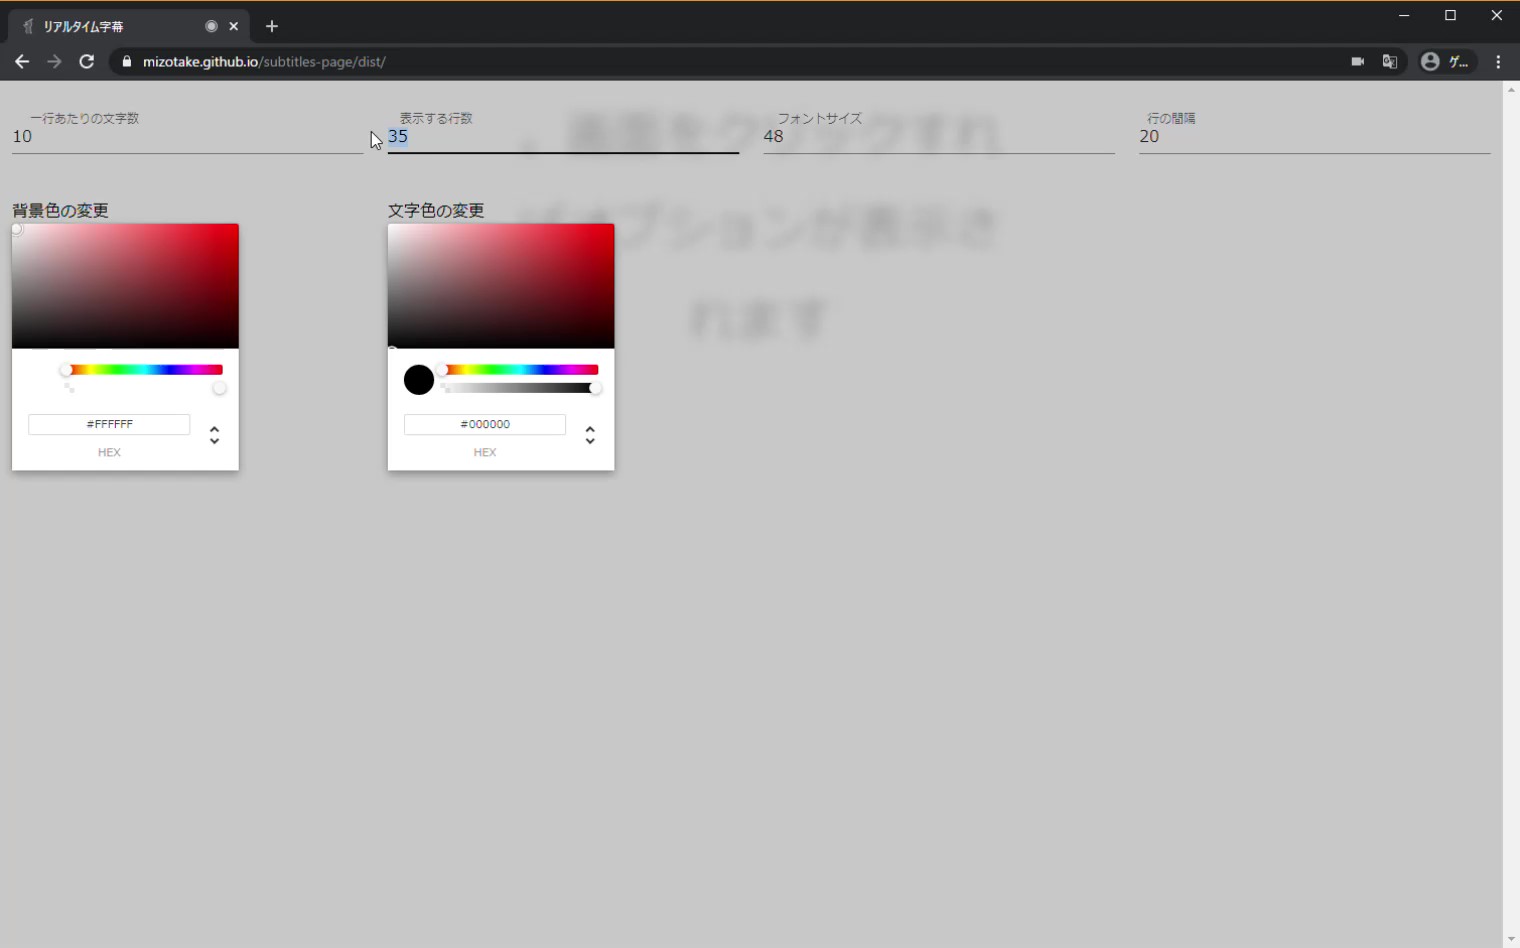 リアルタイム字幕
mizotake.github.io/subtitles-page/dist/
ゲ...
一行あたりの文字数
表示する行数
フォントサイズ
行の間隔
10
35
48
20
、画面をクリックすれ
ばオプションが表示さ
れます
背景色の変更
文字色の変更
#FFFFFF
#000000
HEX
HEX